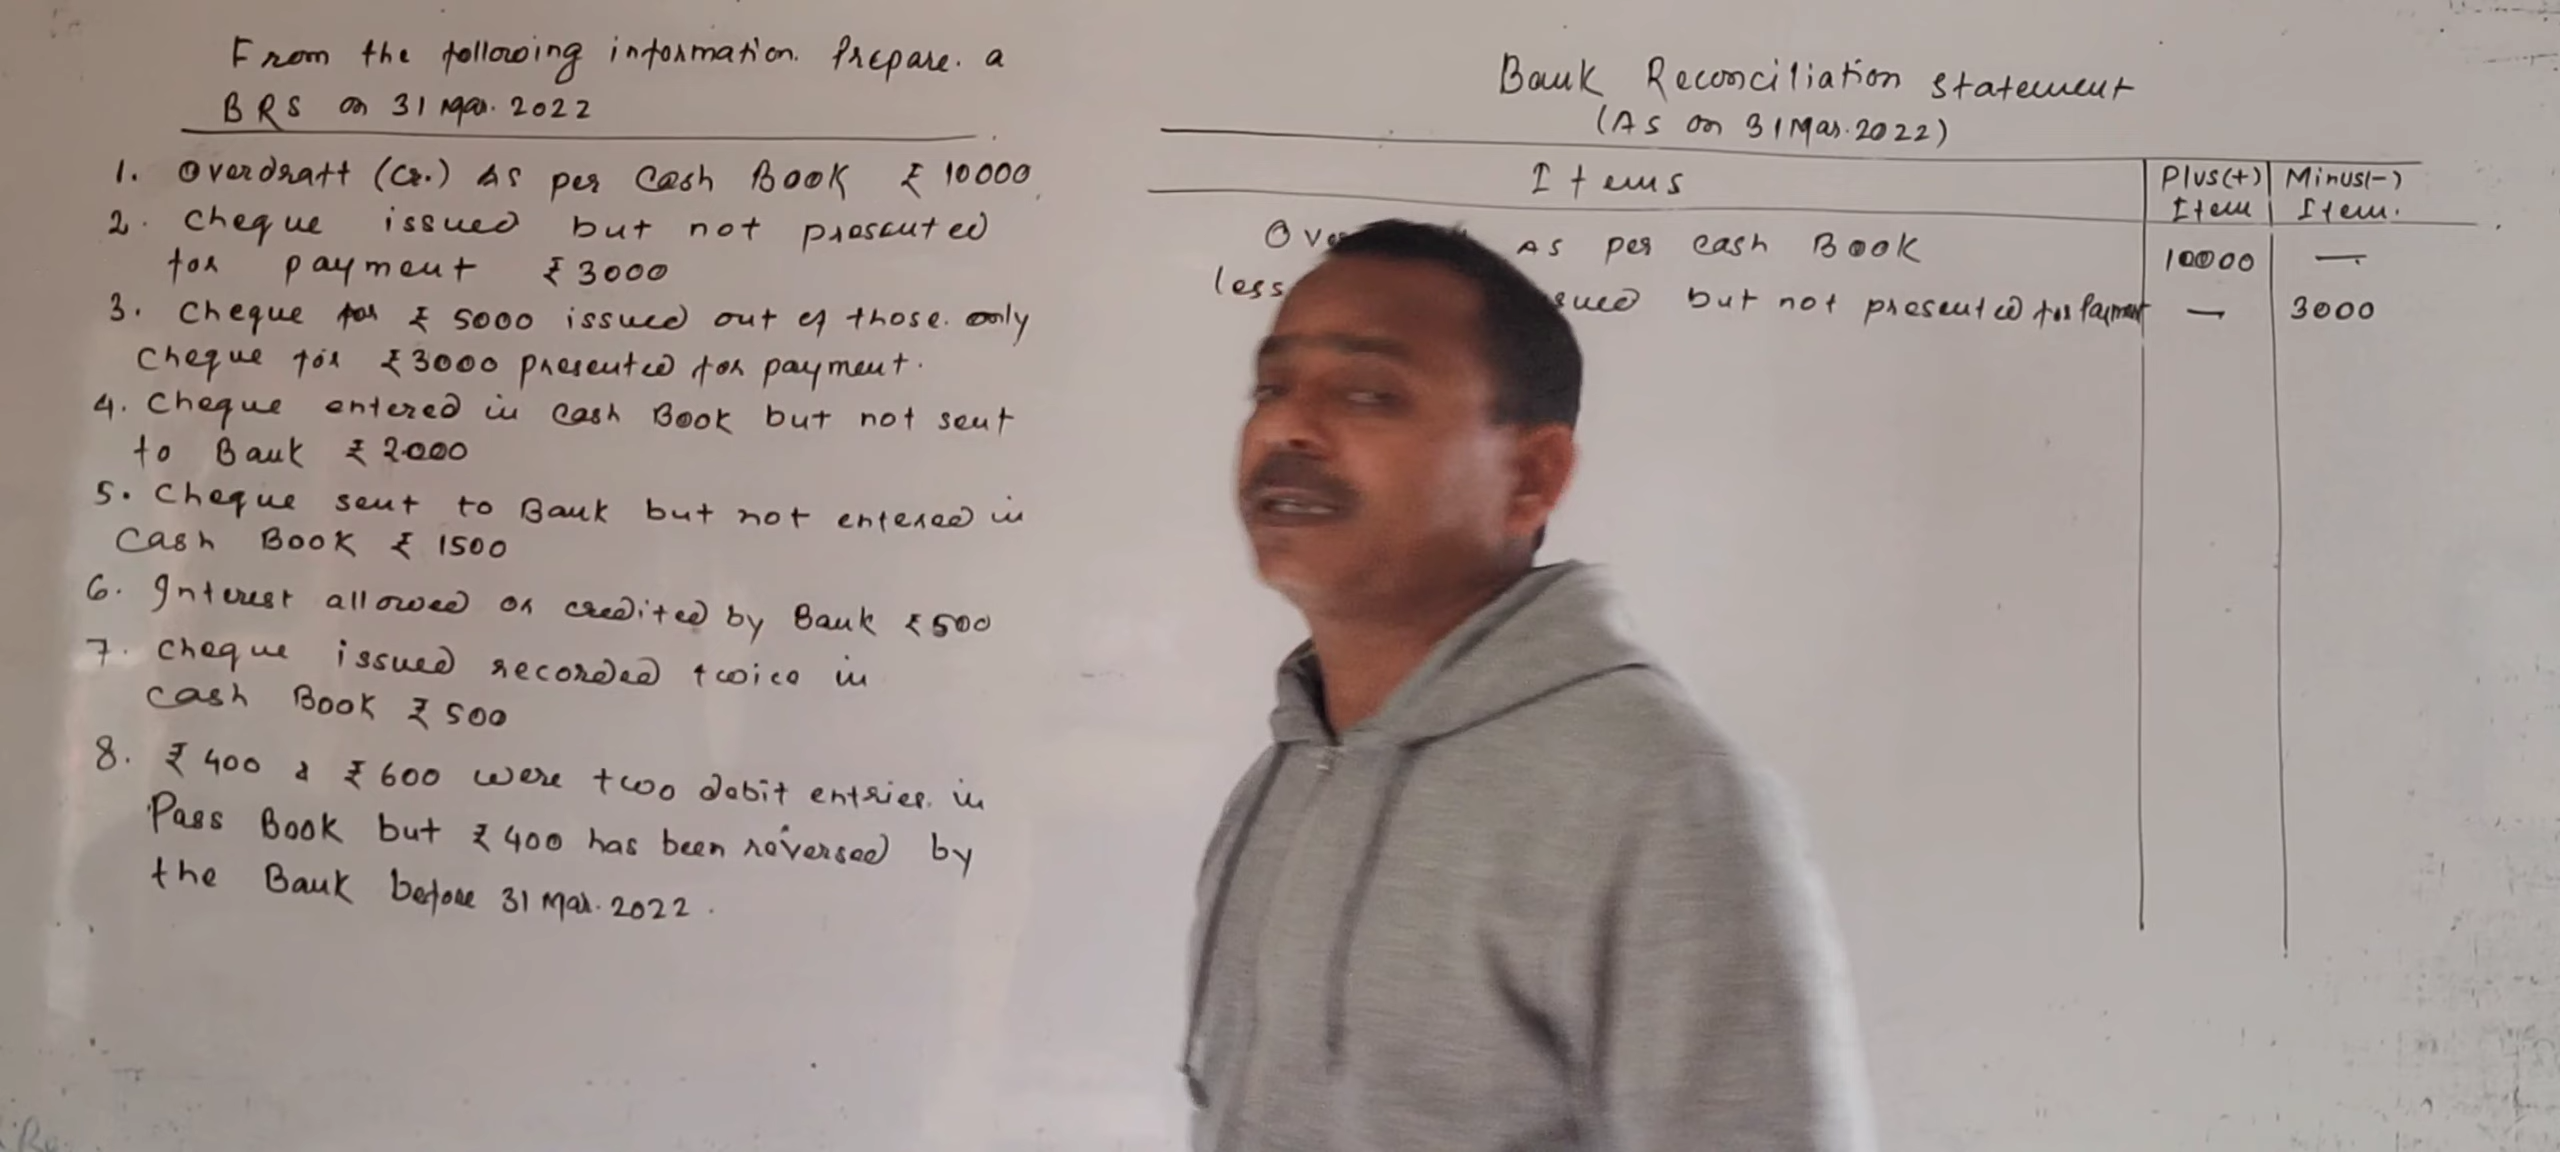 From the following information. Prepare. a
BRS on 31 Mar. 2022
1. Overdraft (Cr.) As per Cash Book ₹ 10000
2. Cheque issued but not presented
for payment ₹ 3000
3. Cheque for ₹ 5000 issued out of those. only
Cheque for ₹ 3000 presented for payment.
4. Cheque entered in Cash Book but not sent
to Bank ₹ 2000
5. Cheque sent to Bank but not entered in
Cash Book ₹ 1500
6. Interest allowed or credited by Bank ₹ 500
7. Cheque issued recorded twice in
Cash Book ₹ 500
8. ₹ 400 & ₹ 600 were two debit entries. in
Pass Book but ₹ 400 has been reversed by
the Bank before 31 Mar. 2022.
Bank Reconciliation Statement
(As on 31 Mar. 2022)
Items Plus(+) Item Minus(-) Item.
As per Cash Book 10000 —
less but not presented for Payment — 3000